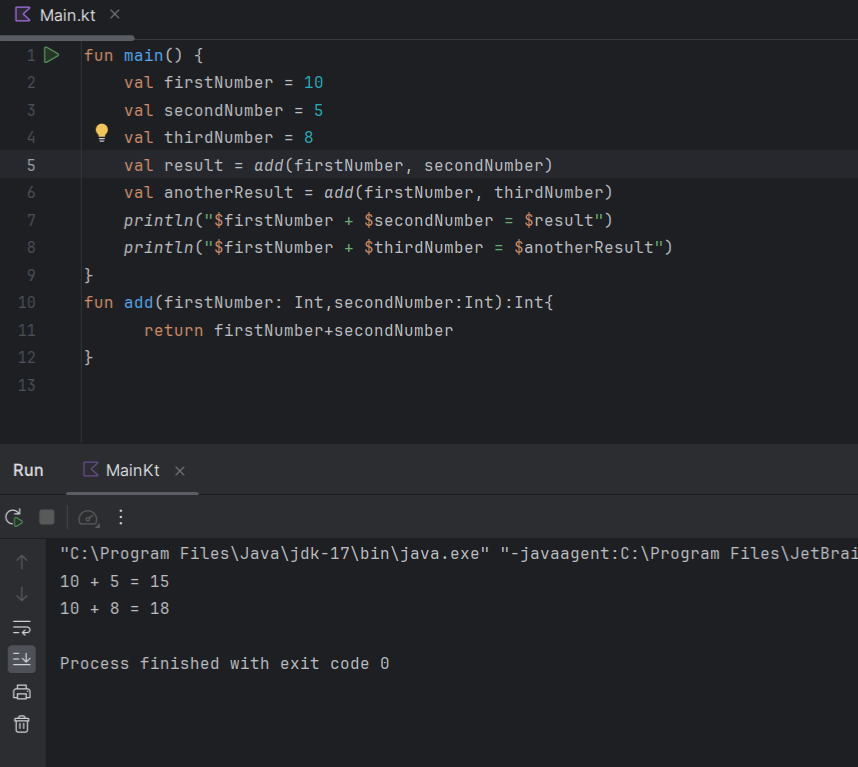 Main.kt
1 fun main() {
2     val firstNumber = 10
3     val secondNumber = 5
4     val thirdNumber = 8
5     val result = add(firstNumber, secondNumber)
6     val anotherResult = add(firstNumber, thirdNumber)
7     println("$firstNumber + $secondNumber = $result")
8     println("$firstNumber + $thirdNumber = $anotherResult")
9 }
10 fun add(firstNumber: Int,secondNumber:Int):Int{
11       return firstNumber+secondNumber
12 }
13
Run MainKt
"C:\Program Files\Java\jdk-17\bin\java.exe" "-javaagent:C:\Program Files\JetBrai
10 + 5 = 15
10 + 8 = 18
Process finished with exit code 0